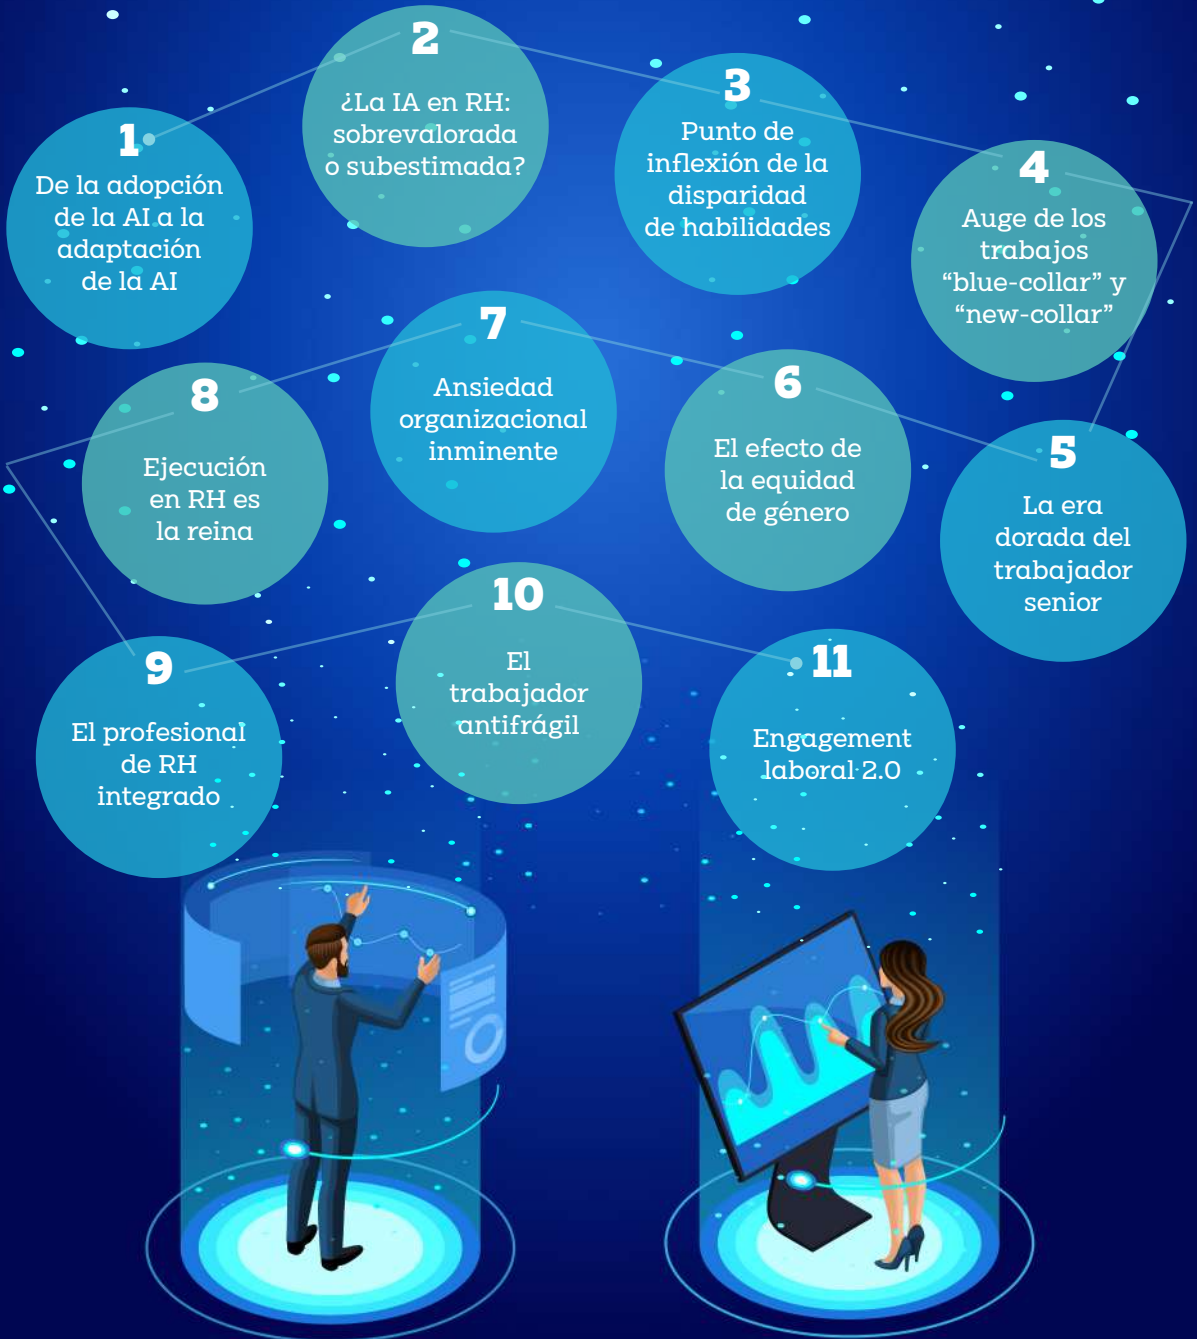 1
De la adopción
de la AI a la
adaptación
de la AI
2
¿La IA en RH:
sobrevalorada
o subestimada?
3
Punto de
inflexión de la
disparidad
de habilidades
4
Auge de los
trabajos
“blue-collar” y
“new-collar”
5
La era
dorada del
trabajador
senior
6
El efecto de
la equidad
de género
7
Ansiedad
organizacional
inminente
8
Ejecución
en RH es
la reina
9
El profesional
de RH
integrado
10
El
trabajador
antifrágil
11
Engagement
laboral 2.0